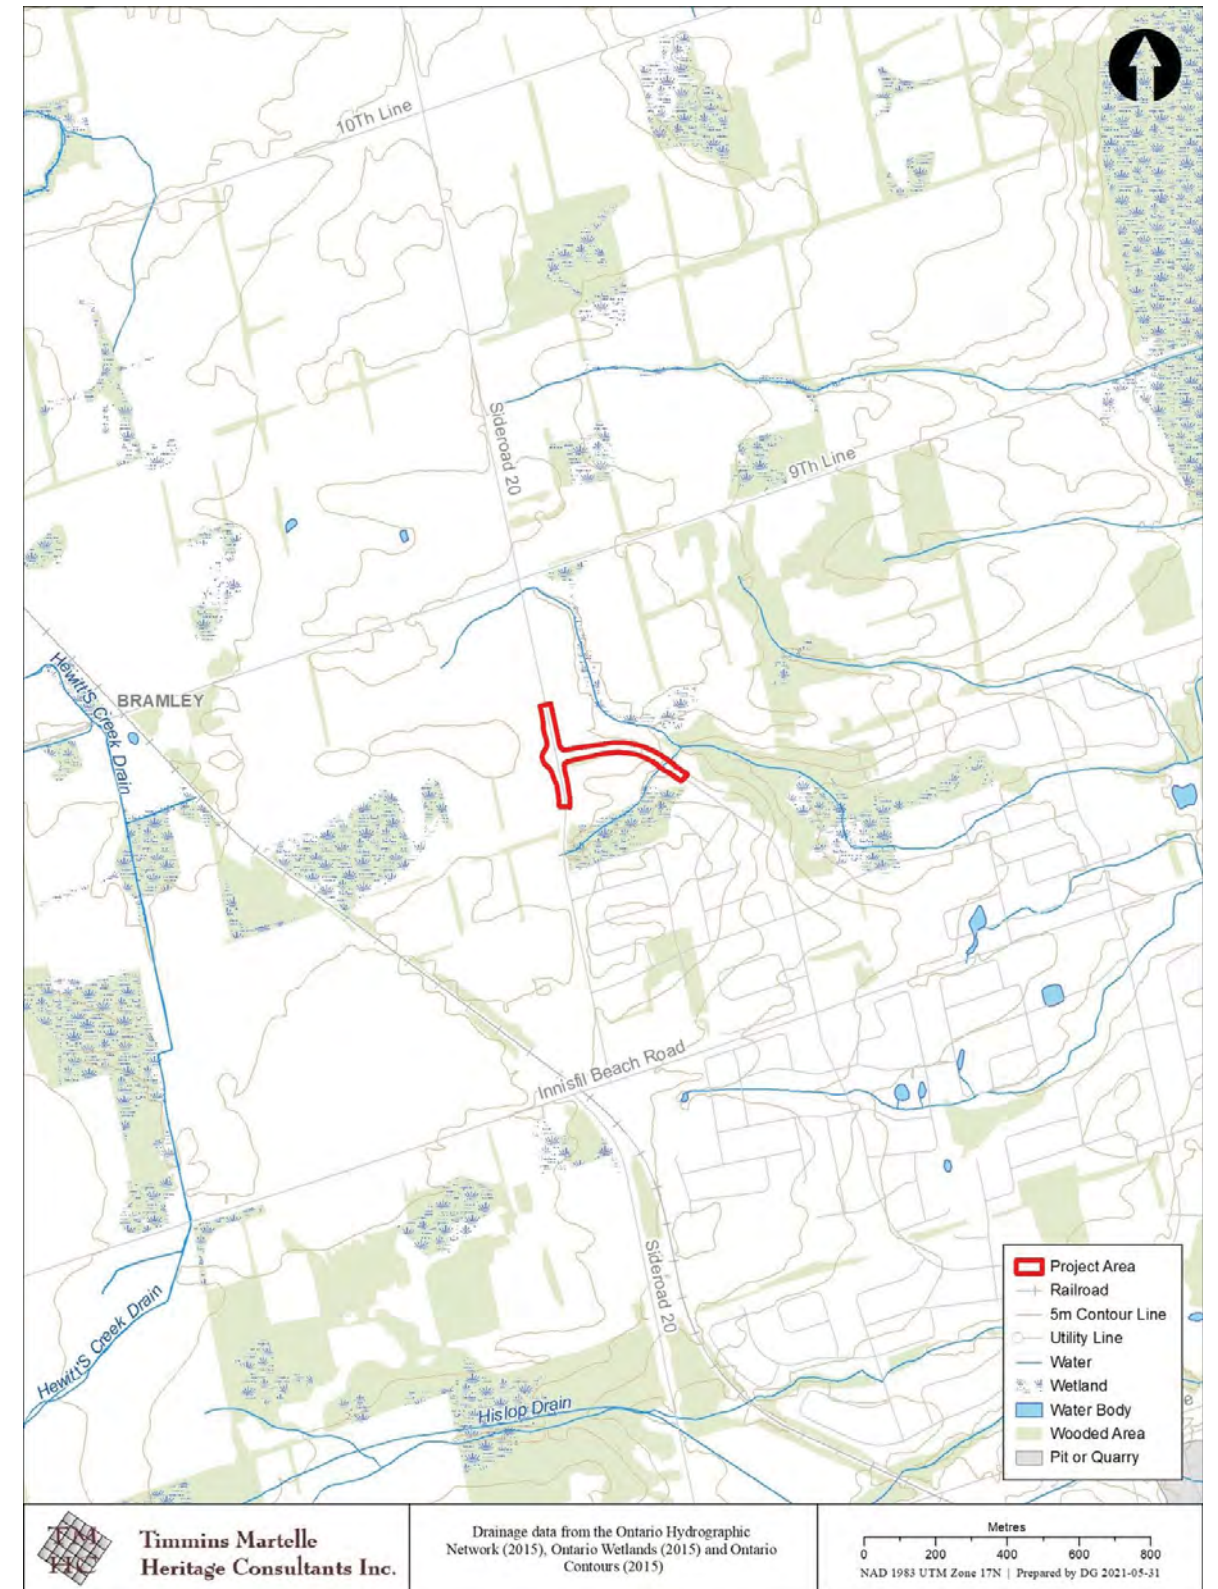 10Th Line
Sideroad 20
9Th Line
Hewitt'S Creek Drain
BRAMLEY
Innisfil Beach Road
Sideroad 20
Hewitt'S Creek Drain
Hislop Drain
Project Area
Railroad
5m Contour Line
Utility Line
Water
Wetland
Water Body
Wooded Area
Pit or Quarry
TM
HC
Timmins Martelle
Heritage Consultants Inc.
Drainage data from the Ontario Hydrographic
Network (2015), Ontario Wetlands (2015) and Ontario
Contours (2015)
Metres
0 200 400 600 800
NAD 1983 UTM Zone 17N | Prepared by DG 2021-05-31